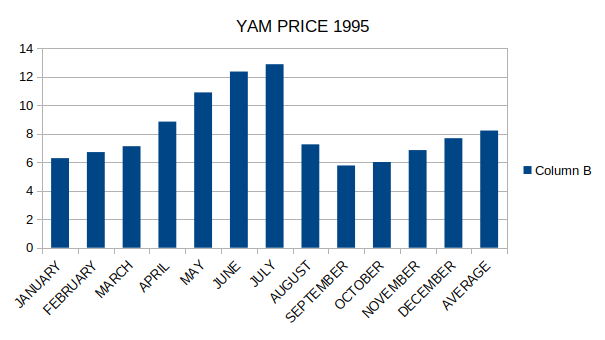 YAM PRICE 1995
14
12
10
8
6
4
2
0
JANUARY
FEBRUARY
MARCH
APRIL
MAY
JUNE
JULY
AUGUST
SEPTEMBER
OCTOBER
NOVEMBER
DECEMBER
AVERAGE
Column B